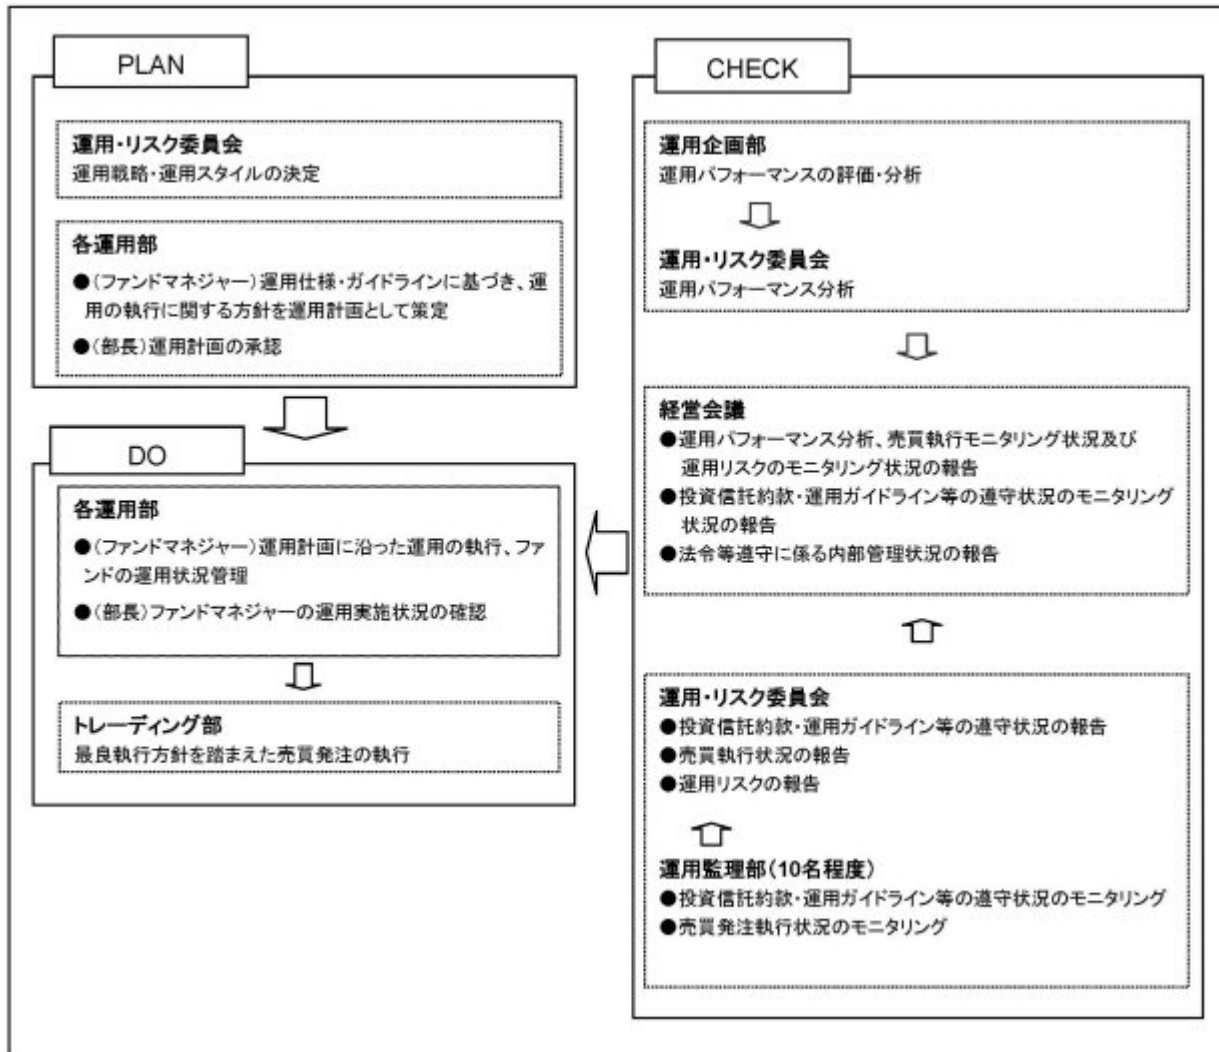 PLAN
運用・リスク委員会
運用戦略・運用スタイルの決定
各運用部
●(ファンドマネジャー)運用仕様・ガイドラインに基づき、運
用の執行に関する方針を運用計画として策定
●(部長)運用計画の承認
DO
各運用部
●(ファンドマネジャー)運用計画に沿った運用の執行、ファ
ンドの運用状況管理
●(部長)ファンドマネジャーの運用実施状況の確認
トレーディング部
最良執行方針を踏まえた売買発注の執行
CHECK
運用企画部
運用パフォーマンスの評価・分析
運用・リスク委員会
運用パフォーマンス分析
経営会議
●運用パフォーマンス分析、売買執行モニタリング状況及び
運用リスクのモニタリング状況の報告
●投資信託約款・運用ガイドライン等の遵守状況のモニタリング
状況の報告
●法令等遵守に係る内部管理状況の報告
運用・リスク委員会
●投資信託約款・運用ガイドライン等の遵守状況の報告
●売買執行状況の報告
●運用リスクの報告
運用監理部(10名程度)
●投資信託約款・運用ガイドライン等の遵守状況のモニタリング
●売買発注執行状況のモニタリング